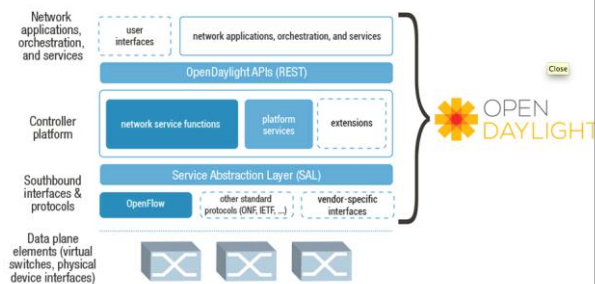 Network
applications,
orchestration,
and services
user
interfaces
network applications, orchestration, and services
OpenDaylight APIs (REST)
Controller
platform
network service functions
platform
services
extensions
Service Abstraction Layer (SAL)
Southbound
interfaces &
protocols
OpenFlow
other standard
protocols (ONF, IETF, ...)
vendor-specific
interfaces
Data plane
elements (virtual
switches, physical
device interfaces)
Close
OPEN
DAYLIGHT